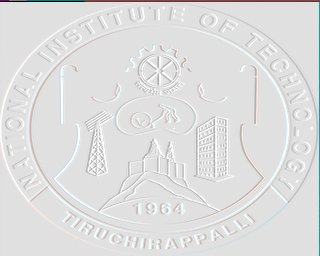 NATIONAL INSTITUTE OF TECHNOLOGY
1964
TIRUCHIRAPPALLI